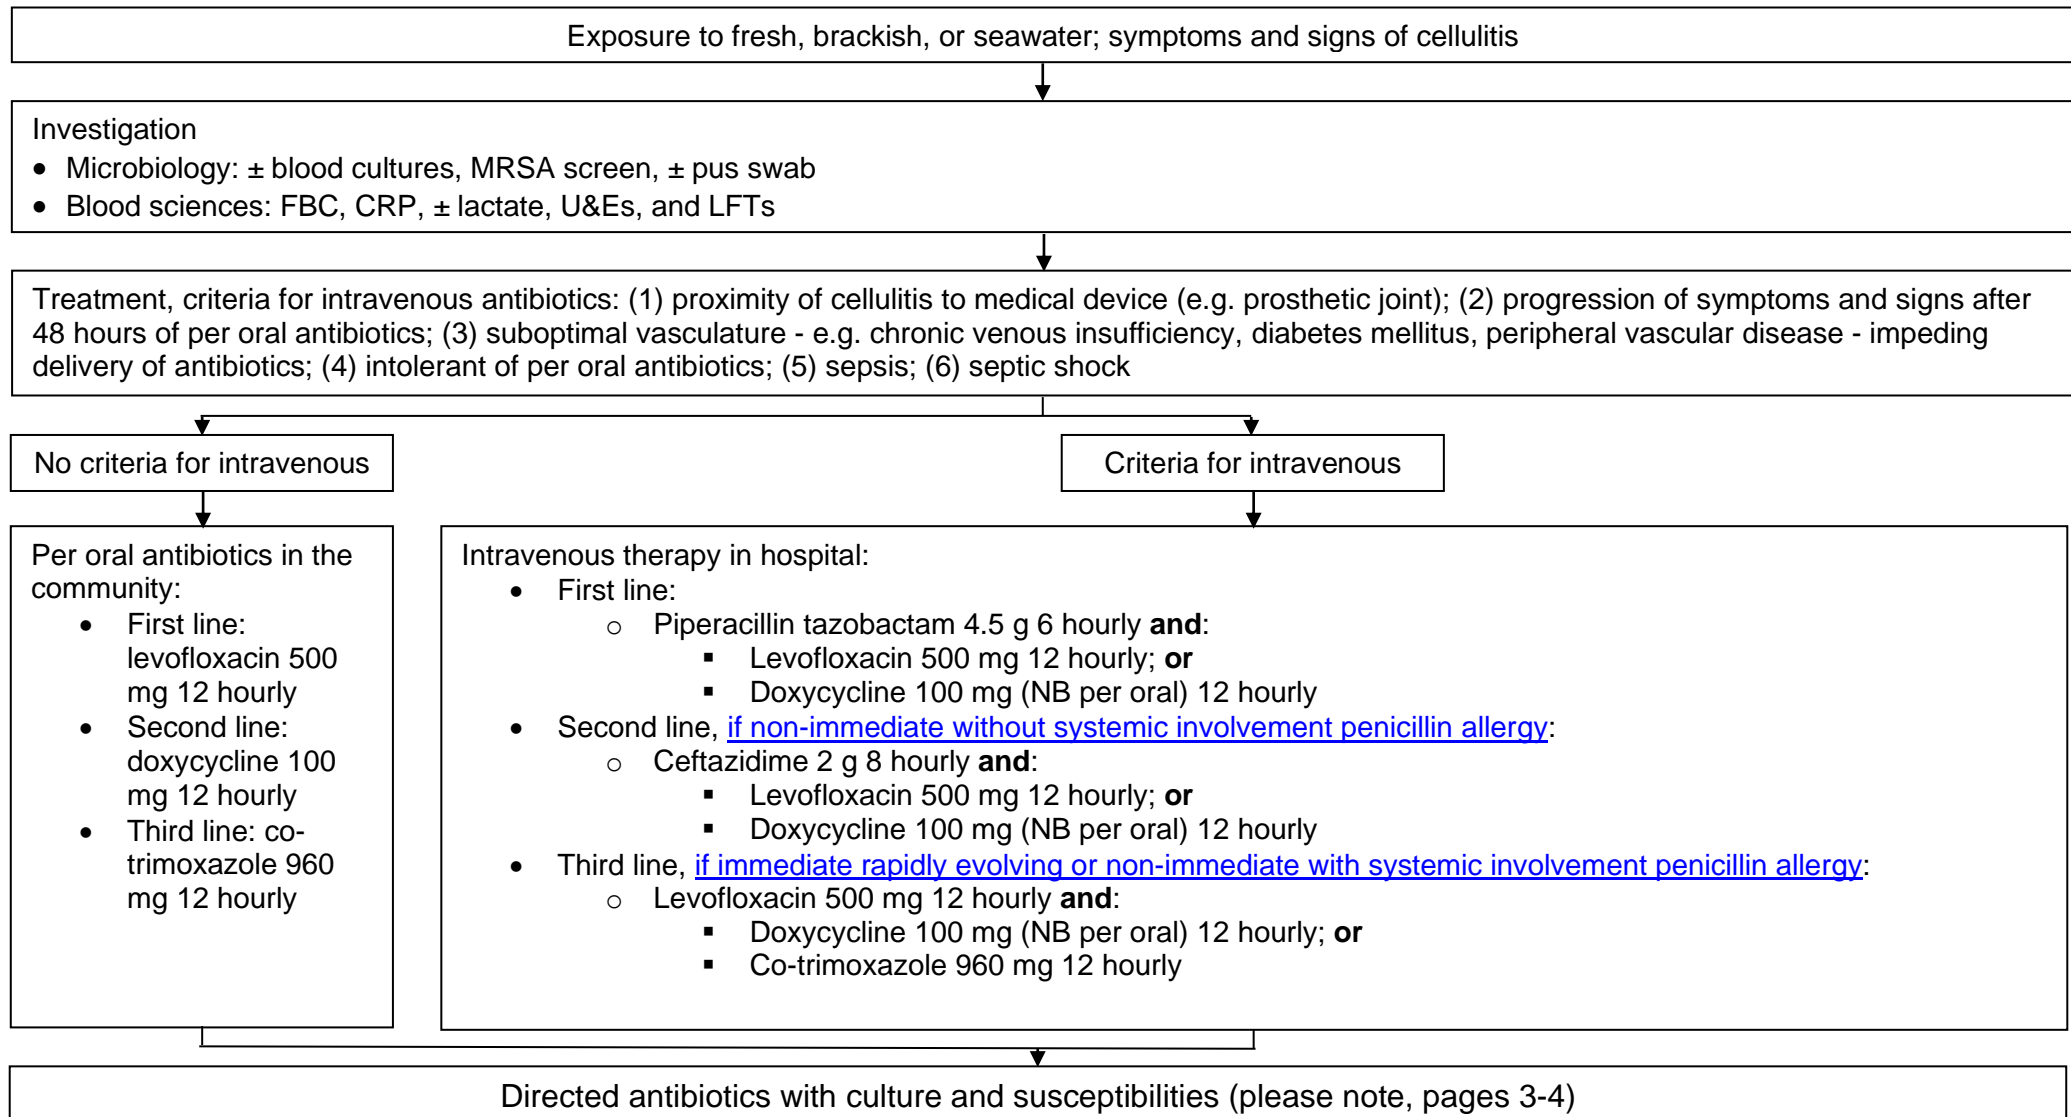 Exposure to fresh, brackish, or seawater; symptoms and signs of cellulitis
Investigation
• Microbiology: ± blood cultures, MRSA screen, ± pus swab
• Blood sciences: FBC, CRP, ± lactate, U&Es, and LFTs
Treatment, criteria for intravenous antibiotics: (1) proximity of cellulitis to medical device (e.g. prosthetic joint); (2) progression of symptoms and signs after
48 hours of per oral antibiotics; (3) suboptimal vasculature - e.g. chronic venous insufficiency, diabetes mellitus, peripheral vascular disease - impeding
delivery of antibiotics; (4) intolerant of per oral antibiotics; (5) sepsis; (6) septic shock
No criteria for intravenous
Criteria for intravenous
Per oral antibiotics in the
community:
• First line:
levofloxacin 500
mg 12 hourly
• Second line:
doxycycline 100
mg 12 hourly
• Third line: co-
trimoxazole 960
mg 12 hourly
Intravenous therapy in hospital:
• First line:
o Piperacillin tazobactam 4.5 g 6 hourly and:
▪ Levofloxacin 500 mg 12 hourly; or
▪ Doxycycline 100 mg (NB per oral) 12 hourly
• Second line, if non-immediate without systemic involvement penicillin allergy:
o Ceftazidime 2 g 8 hourly and:
▪ Levofloxacin 500 mg 12 hourly; or
▪ Doxycycline 100 mg (NB per oral) 12 hourly
• Third line, if immediate rapidly evolving or non-immediate with systemic involvement penicillin allergy:
o Levofloxacin 500 mg 12 hourly and:
▪ Doxycycline 100 mg (NB per oral) 12 hourly; or
▪ Co-trimoxazole 960 mg 12 hourly
Directed antibiotics with culture and susceptibilities (please note, pages 3-4)